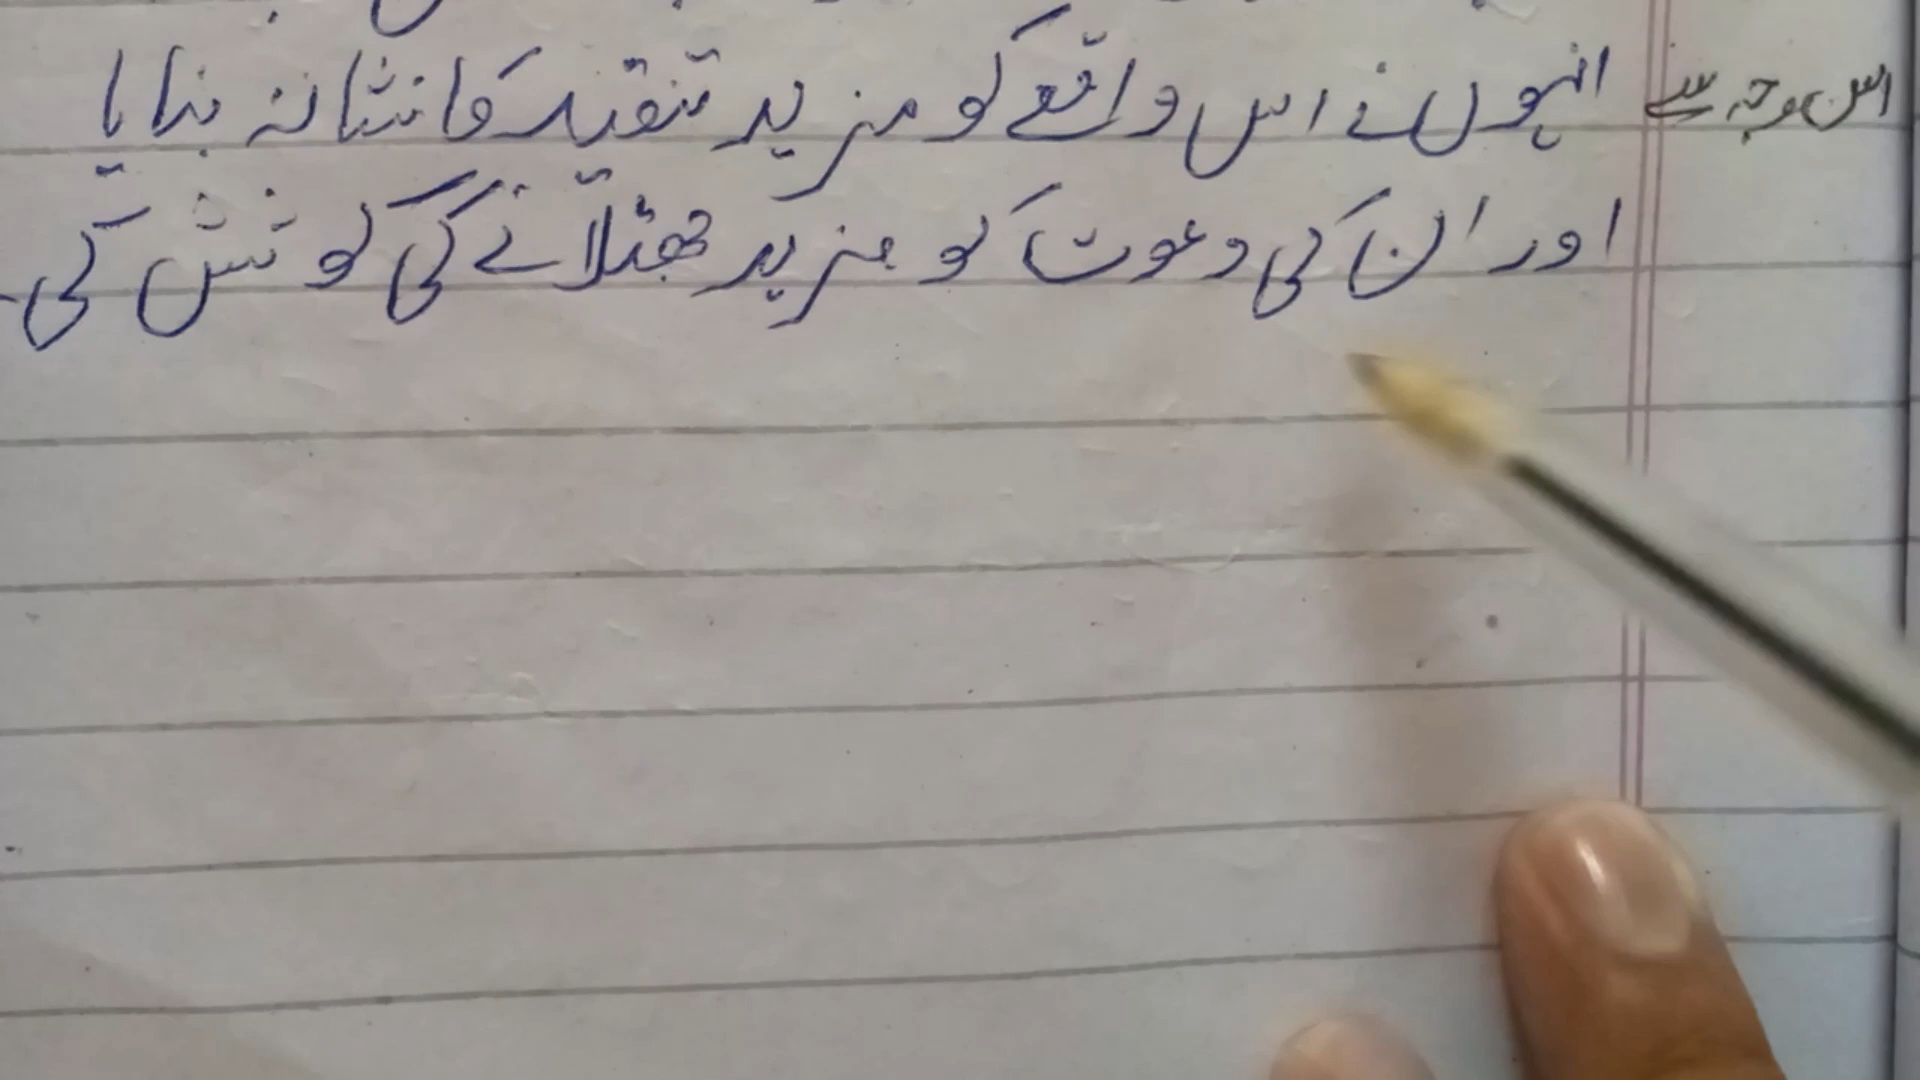 اس وجہ سے انہوں نے اس واقعے کو مزید تنقید کا نشانہ بنایا
اور ان کی دعوت کو مزید جھٹلانے کی کوشش کی۔